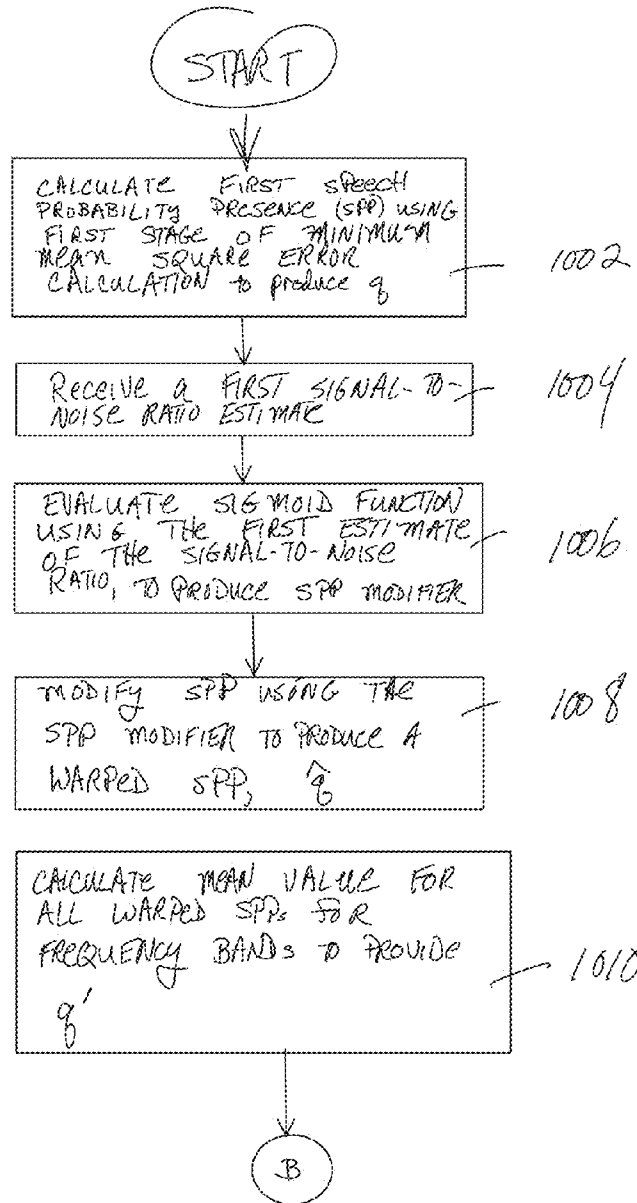 START
CALCULATE FIRST SPEECH
PROBABILITY PRESENCE (SPP) USING
FIRST STAGE OF MINIMUM
MEAN SQUARE ERROR
CALCULATION to produce q
1002
RECEIVE A FIRST SIGNAL-TO-
NOISE RATIO ESTIMATE
1004
EVALUATE SIGMOID FUNCTION
USING THE FIRST ESTIMATE
OF THE SIGNAL-TO-NOISE
RATIO, TO PRODUCE SPP MODIFIER
1006
MODIFY SPP USING THE
SPP MODIFIER TO PRODUCE A
WARPED SPP, q̂
1008
CALCULATE MEAN VALUE FOR
ALL WARPED SPPs FOR
FREQUENCY BANDS TO PROVIDE
q'
1010
B